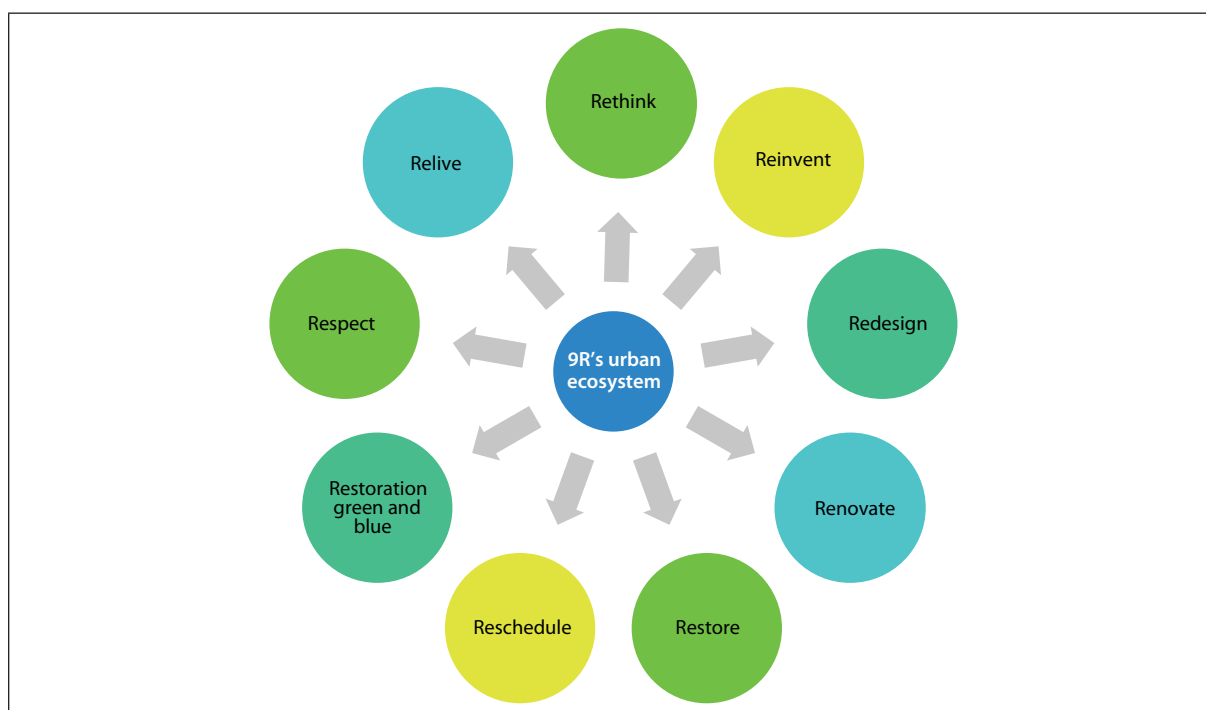 Rethink
Reinvent
Redesign
Renovate
Restore
Reschedule
Restoration
green and
blue
Respect
Relive
9R’s urban
ecosystem